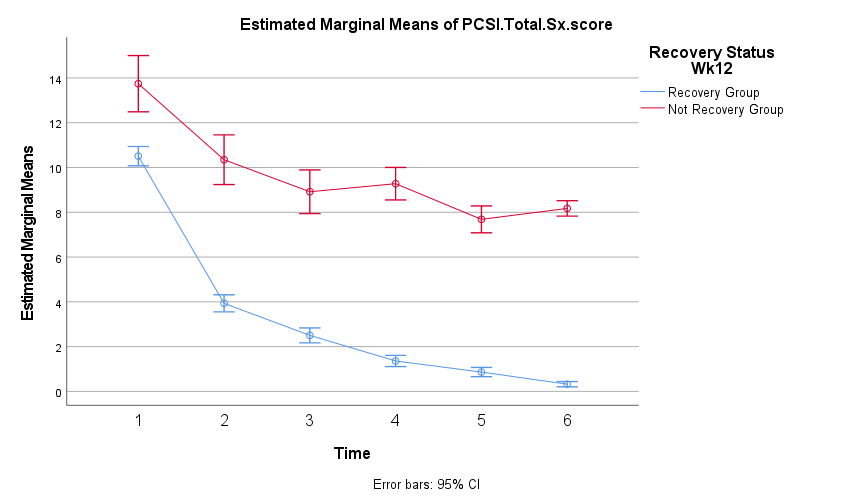 Estimated Marginal Means of PCSI.Total.Sx.score
Recovery Status
Wk12
Recovery Group
Not Recovery Group
Estimated Marginal Means
14
12
10
8
6
4
2
0
1 2 3 4 5 6
Time
Error bars: 95% CI